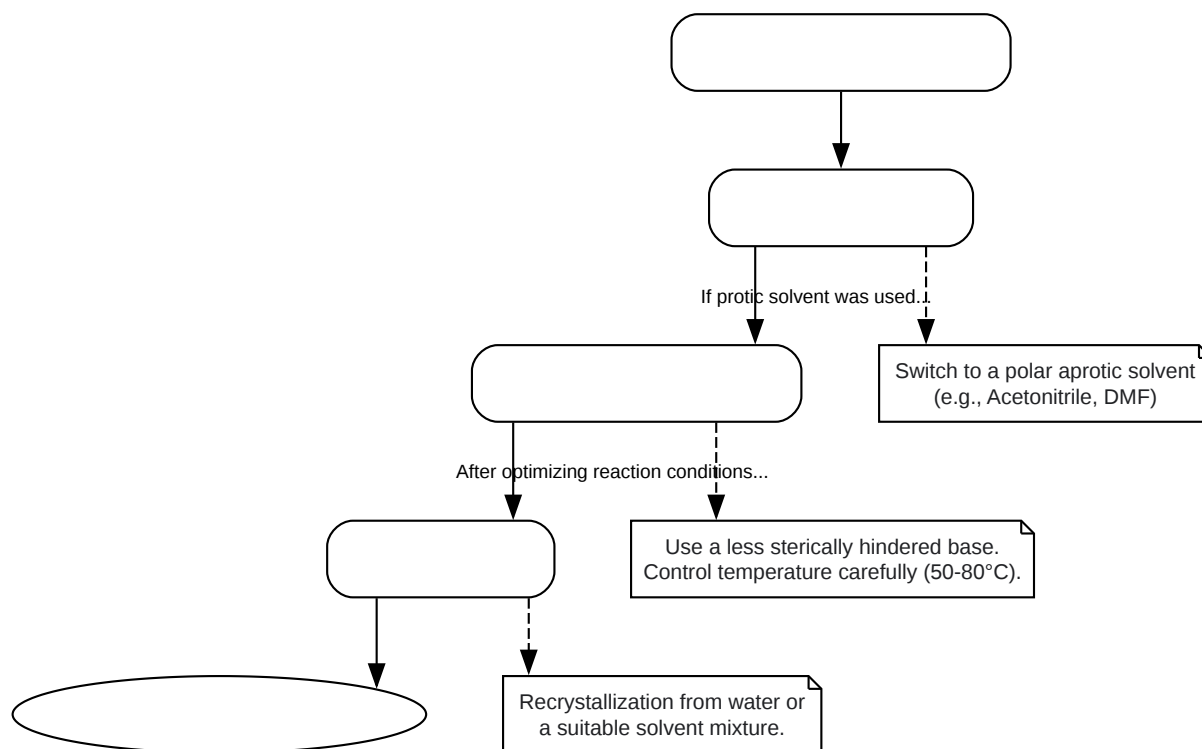 If protic solvent was used...
Switch to a polar aprotic solvent
(e.g., Acetonitrile, DMF)
After optimizing reaction conditions...
Use a less sterically hindered base.
Control temperature carefully (50-80°C).
Recrystallization from water or
a suitable solvent mixture.